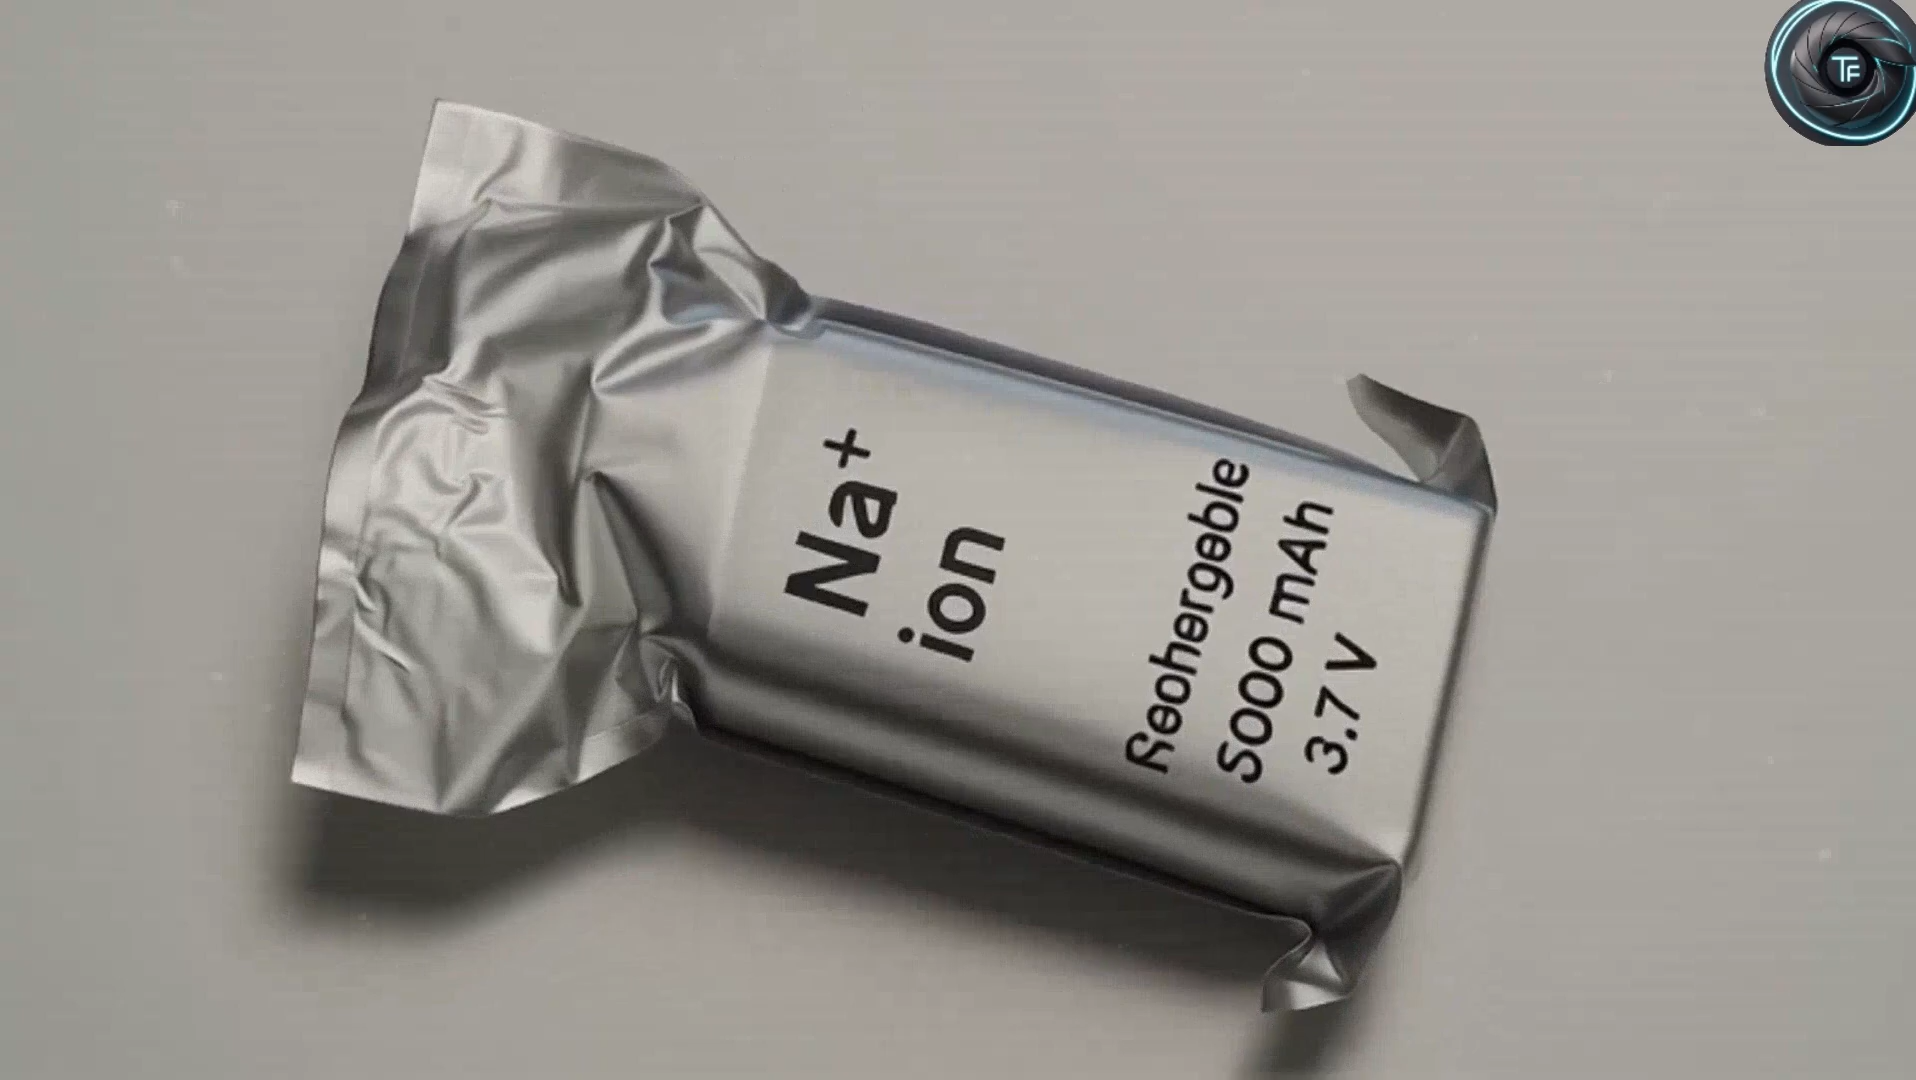 Na+
ion
Reohergeble
5000 mAh
3.7 V
TF